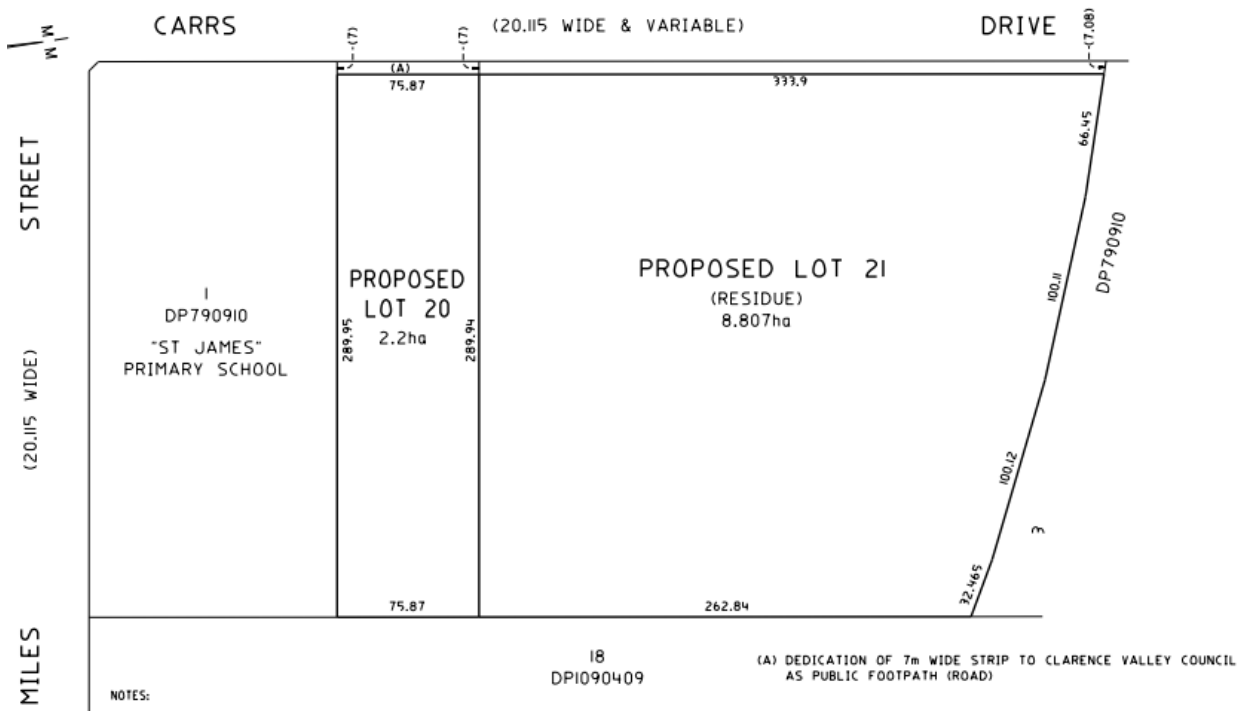 CARRS
(20.115 WIDE & VARIABLE)
DRIVE
M M
(7)
(7)
(7.08)
(A)
75.87
333.9
STREET
66.45
1
DP790910
"ST JAMES"
PRIMARY SCHOOL
PROPOSED
LOT 20
2.2ha
289.95
289.94
PROPOSED LOT 21
(RESIDUE)
8.807ha
100.11
DP790910
(20.115 WIDE)
100.12
3
32.465
75.87
262.84
MILES
18
DP1090409
(A) DEDICATION OF 7m WIDE STRIP TO CLARENCE VALLEY COUNCIL
AS PUBLIC FOOTPATH (ROAD)
NOTES: